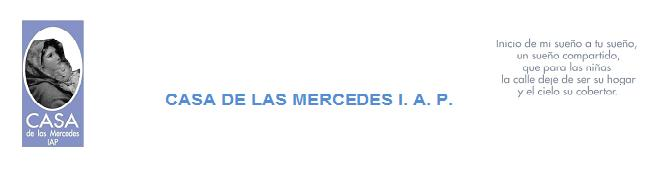 CASA
de las Mercedes
IAP
CASA DE LAS MERCEDES I. A. P.
Inicio de mi sueño a tu sueño,
un sueño compartido,
que para las niñas
la calle deje de ser su hogar
y el cielo su cobertor.